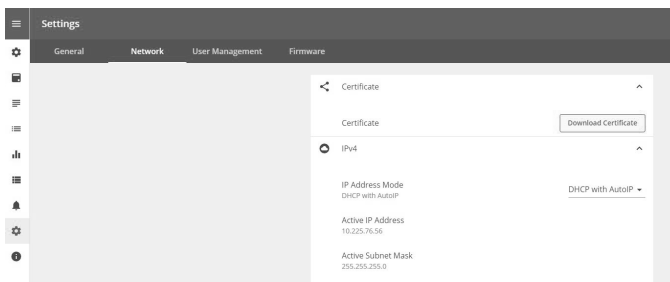 Settings
General Network User Management Firmware
Certificate
Certificate Download Certificate
IPv4
IP Address Mode
DHCP with AutoIP
DHCP with AutoIP
Active IP Address
10.225.76.56
Active Subnet Mask
255.255.255.0